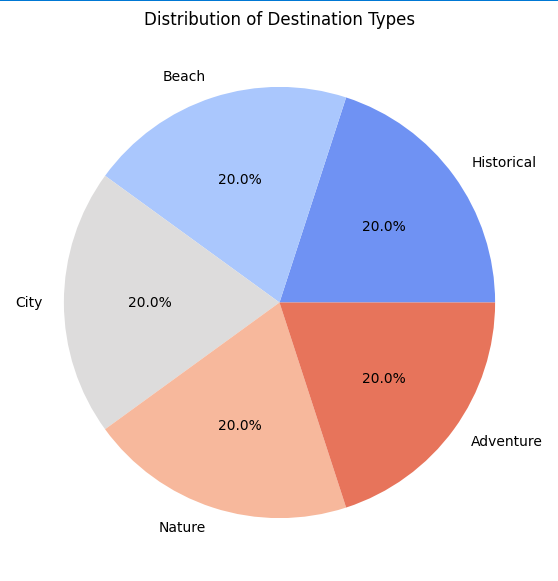 Distribution of Destination Types
Beach
Historical
20.0%
20.0%
City
20.0%
20.0%
20.0%
Adventure
Nature